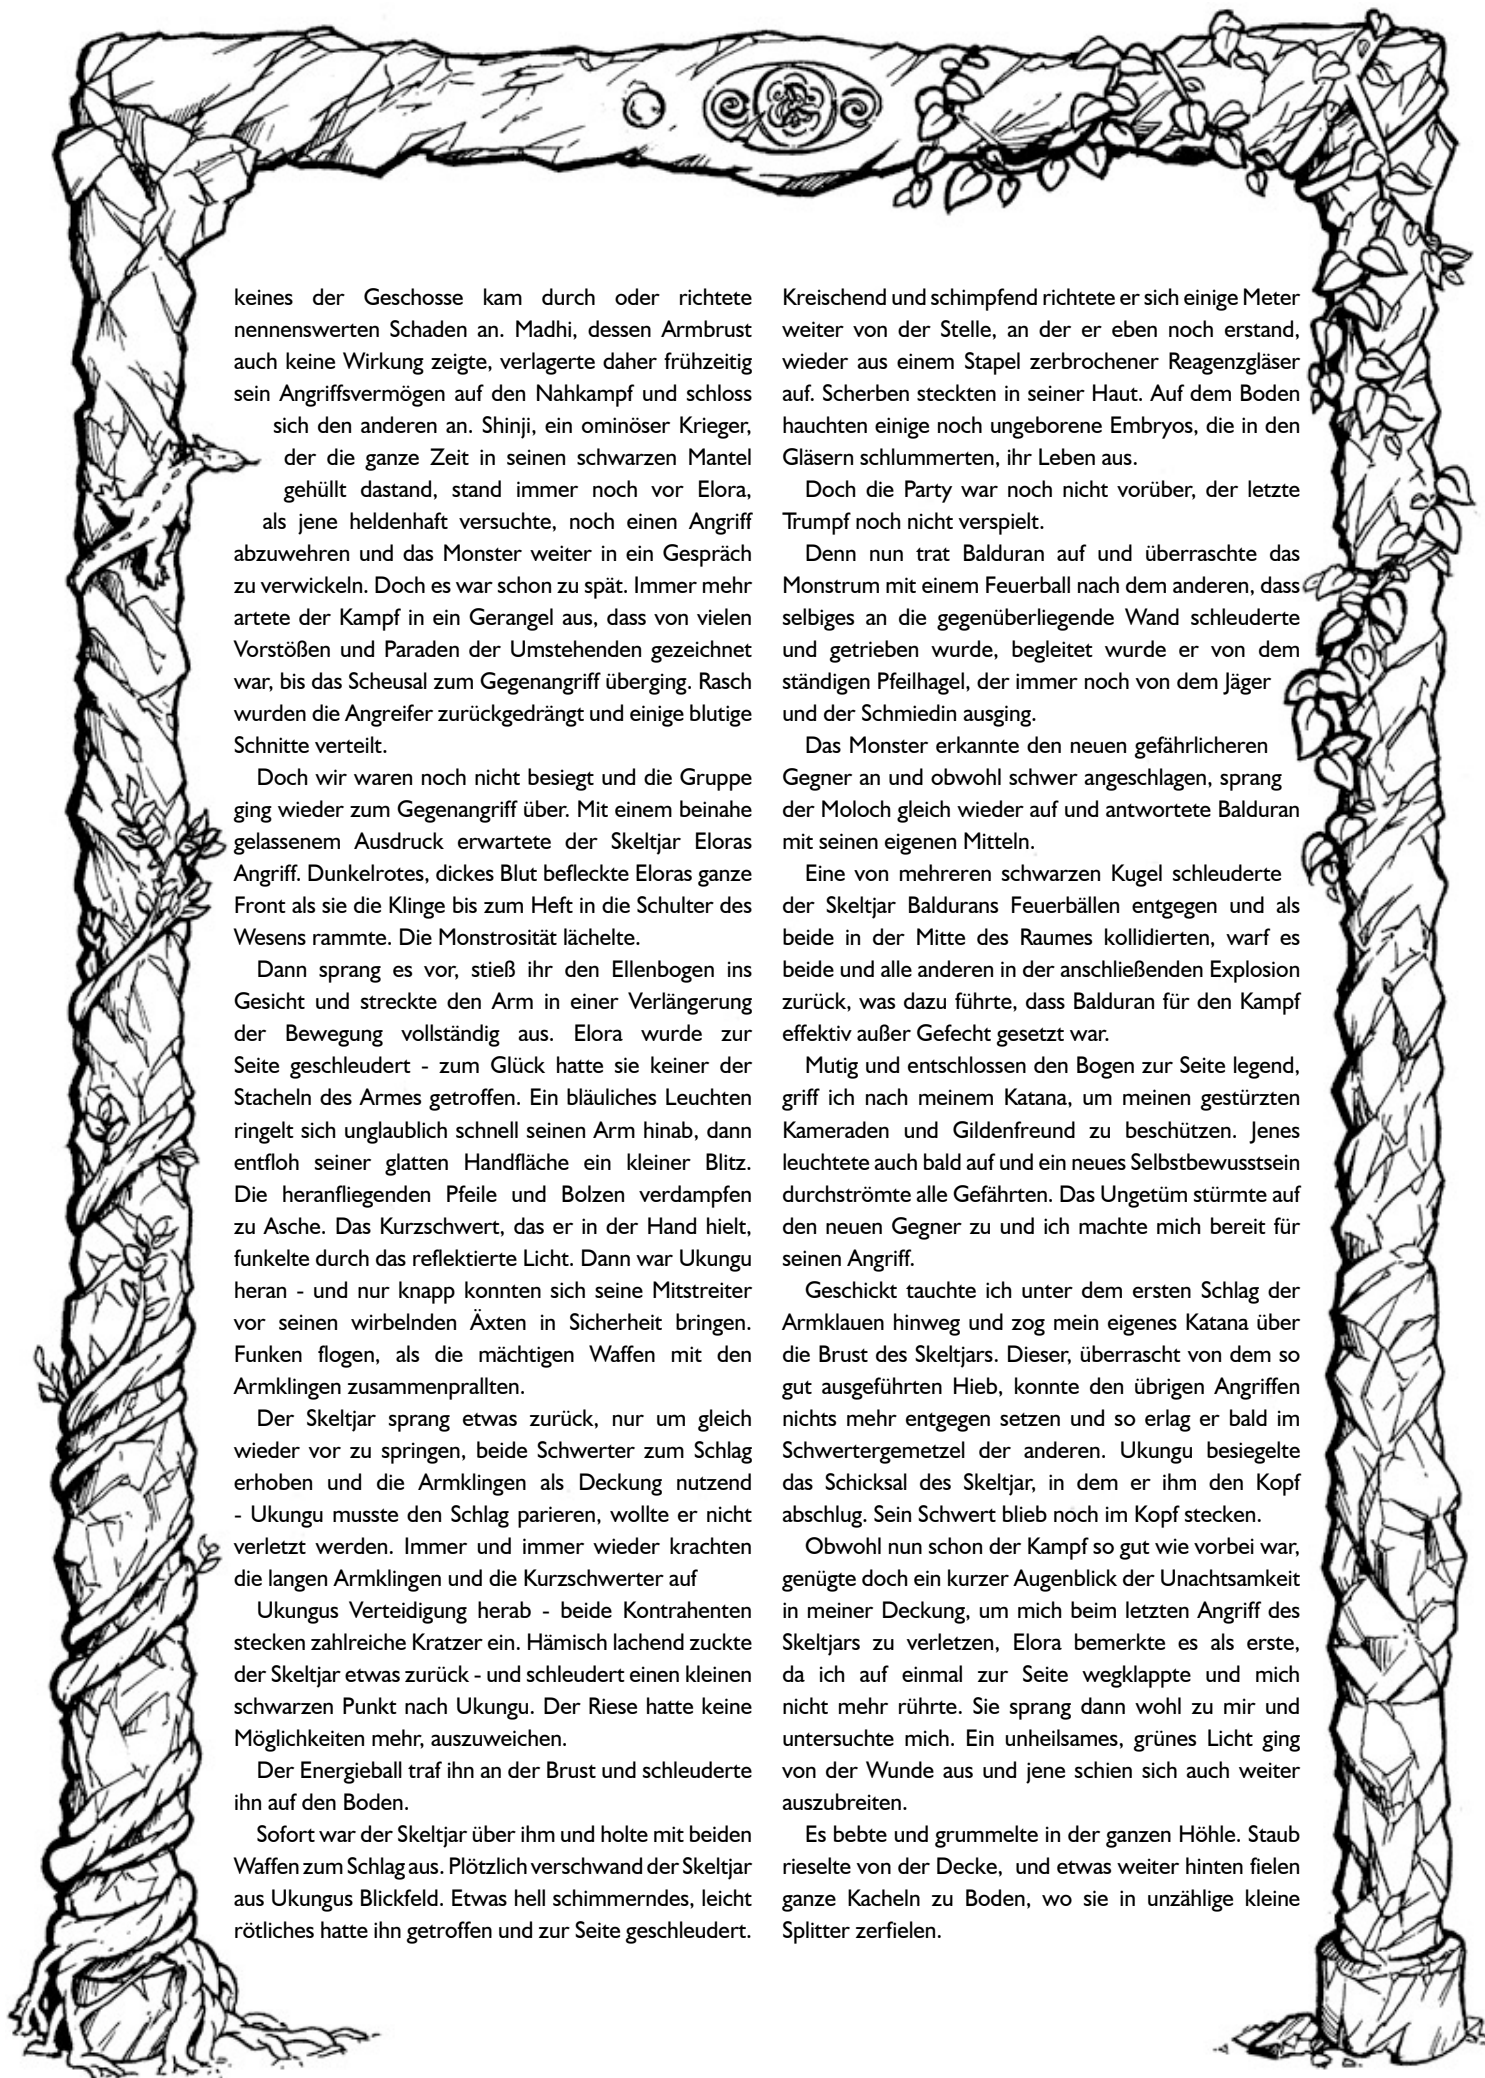 keines der Geschosse kam durch oder richtete
nennenswerten Schaden an. Madhi, dessen Armbrust
auch keine Wirkung zeigte, verlagerte daher frühzeitig
sein Angriffsvermögen auf den Nahkampf und schloss
sich den anderen an. Shinji, ein ominöser Krieger,
der die ganze Zeit in seinen schwarzen Mantel
gehüllt dastand, stand immer noch vor Elora,
als jene heldenhaft versuchte, noch einen Angriff
abzuwehren und das Monster weiter in ein Gespräch
zu verwickeln. Doch es war schon zu spät. Immer mehr
artete der Kampf in ein Gerangel aus, dass von vielen
Vorstößen und Paraden der Umstehenden gezeichnet
war, bis das Scheusal zum Gegenangriff überging. Rasch
wurden die Angreifer zurückgedrängt und einige blutige
Schnitte verteilt.
Doch wir waren noch nicht besiegt und die Gruppe
ging wieder zum Gegenangriff über. Mit einem beinahe
gelassenem Ausdruck erwartete der Skeltjar Eloras
Angriff. Dunkelrotes, dickes Blut befleckte Eloras ganze
Front als sie die Klinge bis zum Heft in die Schulter des
Wesens rammte. Die Monstrosität lächelte.
Dann sprang es vor, stieß ihr den Ellenbogen ins
Gesicht und streckte den Arm in einer Verlängerung
der Bewegung vollständig aus. Elora wurde zur
Seite geschleudert - zum Glück hatte sie keiner der
Stacheln des Armes getroffen. Ein bläuliches Leuchten
ringelt sich unglaublich schnell seinen Arm hinab, dann
entfloh seiner glatten Handfläche ein kleiner Blitz.
Die heranfliegenden Pfeile und Bolzen verdampfen
zu Asche. Das Kurzschwert, das er in der Hand hielt,
funkelte durch das reflektierte Licht. Dann war Ukungu
heran - und nur knapp konnten sich seine Mitstreiter
vor seinen wirbelnden Äxten in Sicherheit bringen.
Funken flogen, als die mächtigen Waffen mit den
Armklingen zusammenprallten.
Der Skeltjar sprang etwas zurück, nur um gleich
wieder vor zu springen, beide Schwerter zum Schlag
erhoben und die Armklingen als Deckung nutzend
- Ukungu musste den Schlag parieren, wollte er nicht
verletzt werden. Immer und immer wieder krachten
die langen Armklingen und die Kurzschwerter auf
Ukungus Verteidigung herab - beide Kontrahenten
stecken zahlreiche Kratzer ein. Hämisch lachend zuckte
der Skeltjar etwas zurück - und schleudert einen kleinen
schwarzen Punkt nach Ukungu. Der Riese hatte keine
Möglichkeiten mehr, auszuweichen.
Der Energieball traf ihn an der Brust und schleuderte
ihn auf den Boden.
Sofort war der Skeltjar über ihm und holte mit beiden
Waffen zum Schlag aus. Plötzlich verschwand der Skeltjar
aus Ukungus Blickfeld. Etwas hell schimmerndes, leicht
rötliches hatte ihn getroffen und zur Seite geschleudert.
Kreischend und schimpfend richtete er sich einige Meter
weiter von der Stelle, an der er eben noch erstand,
wieder aus einem Stapel zerbrochener Reagenzgläser
auf. Scherben steckten in seiner Haut. Auf dem Boden
hauchten einige noch ungeborene Embryos, die in den
Gläsern schlummerten, ihr Leben aus.
Doch die Party war noch nicht vorüber, der letzte
Trumpf noch nicht verspielt.
Denn nun trat Balduran auf und überraschte das
Monstrum mit einem Feuerball nach dem anderen, dass
selbiges an die gegenüberliegende Wand schleuderte
und getrieben wurde, begleitet wurde er von dem
ständigen Pfeilhagel, der immer noch von dem Jäger
und der Schmiedin ausging.
Das Monster erkannte den neuen gefährlicheren
Gegner an und obwohl schwer angeschlagen, sprang
der Moloch gleich wieder auf und antwortete Balduran
mit seinen eigenen Mitteln.
Eine von mehreren schwarzen Kugel schleuderte
der Skeltjar Baldurans Feuerbällen entgegen und als
beide in der Mitte des Raumes kollidierten, warf es
beide und alle anderen in der anschließenden Explosion
zurück, was dazu führte, dass Balduran für den Kampf
effektiv außer Gefecht gesetzt war.
Mutig und entschlossen den Bogen zur Seite legend,
griff ich nach meinem Katana, um meinen gestürzten
Kameraden und Gildenfreund zu beschützen. Jenes
leuchtete auch bald auf und ein neues Selbstbewusstsein
durchströmte alle Gefährten. Das Ungetüm stürmte auf
den neuen Gegner zu und ich machte mich bereit für
seinen Angriff.
Geschickt tauchte ich unter dem ersten Schlag der
Armklauen hinweg und zog mein eigenes Katana über
die Brust des Skeltjars. Dieser, überrascht von dem so
gut ausgeführten Hieb, konnte den übrigen Angriffen
nichts mehr entgegen setzen und so erlag er bald im
Schwertergemetzel der anderen. Ukungu besiegelte
das Schicksal des Skeltjar, in dem er ihm den Kopf
abschlug. Sein Schwert blieb noch im Kopf stecken.
Obwohl nun schon der Kampf so gut wie vorbei war,
genügte doch ein kurzer Augenblick der Unachtsamkeit
in meiner Deckung, um mich beim letzten Angriff des
Skeltjars zu verletzen, Elora bemerkte es als erste,
da ich auf einmal zur Seite wegklappte und mich
nicht mehr rührte. Sie sprang dann wohl zu mir und
untersuchte mich. Ein unheilsames, grünes Licht ging
von der Wunde aus und jene schien sich auch weiter
auszubreiten.
Es bebte und grummelte in der ganzen Höhle. Staub
rieselte von der Decke, und etwas weiter hinten fielen
ganze Kacheln zu Boden, wo sie in unzählige kleine
Splitter zerfielen.